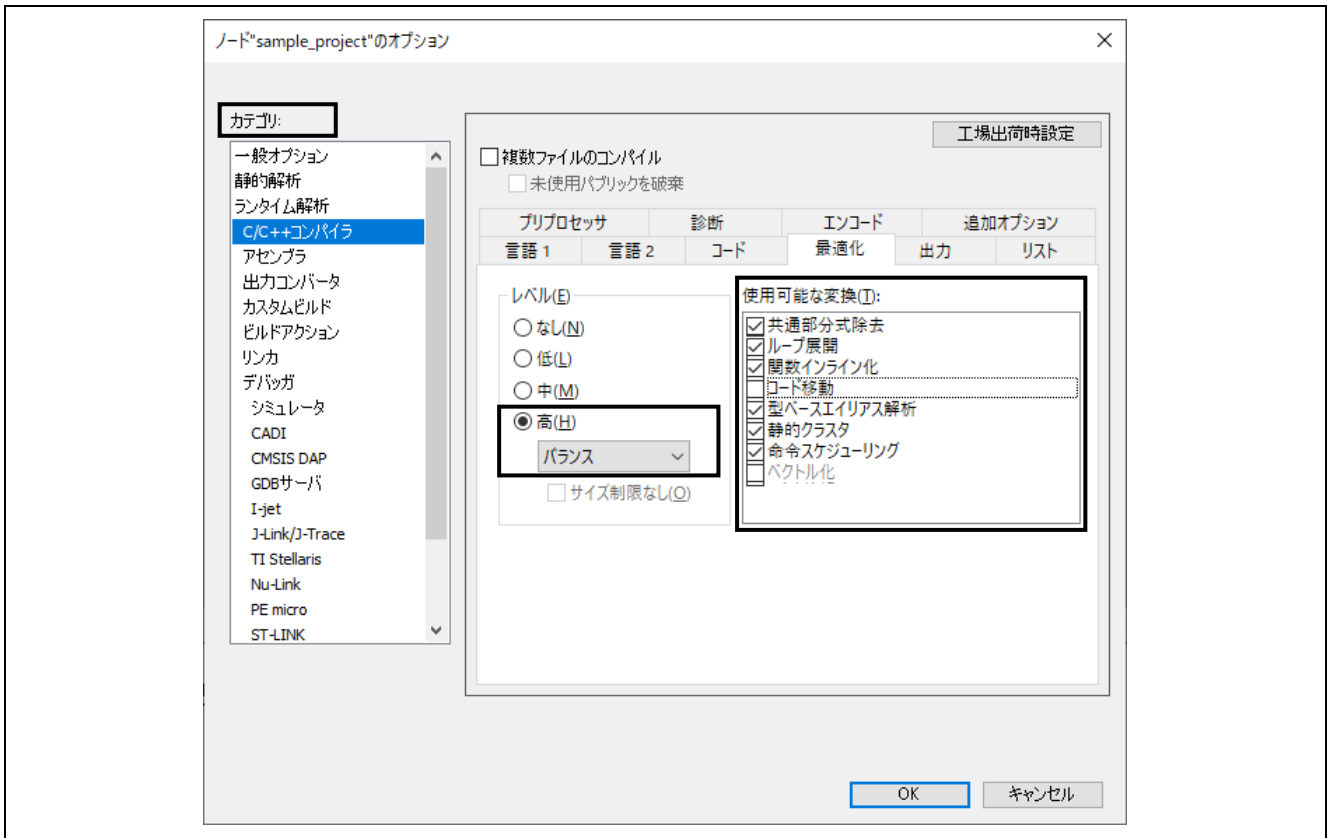 ノード"sample_project"のオプション
カテゴリ:
一般オプション
静的解析
ランタイム解析
C/C++コンパイラ
アセンブラ
出力コンバータ
カスタムビルド
ビルドアクション
リンカ
デバッガ
シミュレータ
CADI
CMSIS DAP
GDBサーバ
I-jet
J-Link/J-Trace
TI Stellaris
Nu-Link
PE micro
ST-LINK
工場出荷時設定
複数ファイルのコンパイル
未使用パブリックを破棄
プリプロセッサ 診断 エンコード 追加オプション
言語 1 言語 2 コード 最適化 出力 リスト
レベル(E)
なし(N)
低(L)
中(M)
高(H)
バランス
サイズ制限なし(O)
使用可能な変換(T):
共通部分式除去
ループ展開
関数インライン化
コード移動
型ベースエイリアス解析
静的クラスタ
命令スケジューリング
ベクトル化
OK キャンセル